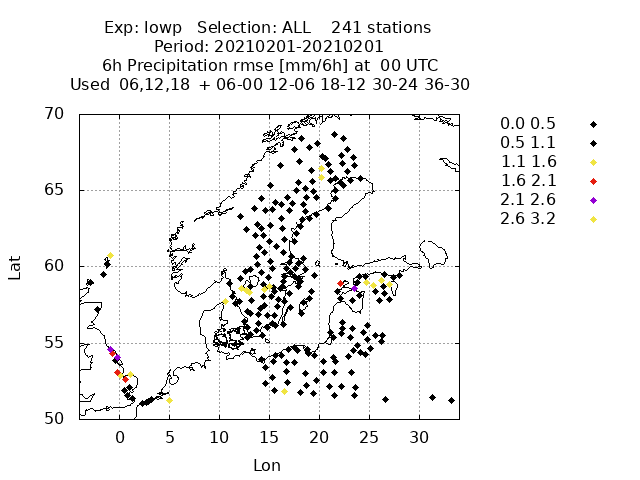 Exp: lowp Selection: ALL 241 stations
Period: 20210201-20210201
6h Precipitation rmse [mm/6h] at 00 UTC
Used 06,12,18 + 06-00 12-06 18-12 30-24 36-30
70
65
60
55
50
Lat
0 5 10 15 20 25 30
Lon
0.0 0.5
0.5 1.1
1.1 1.6
1.6 2.1
2.1 2.6
2.6 3.2